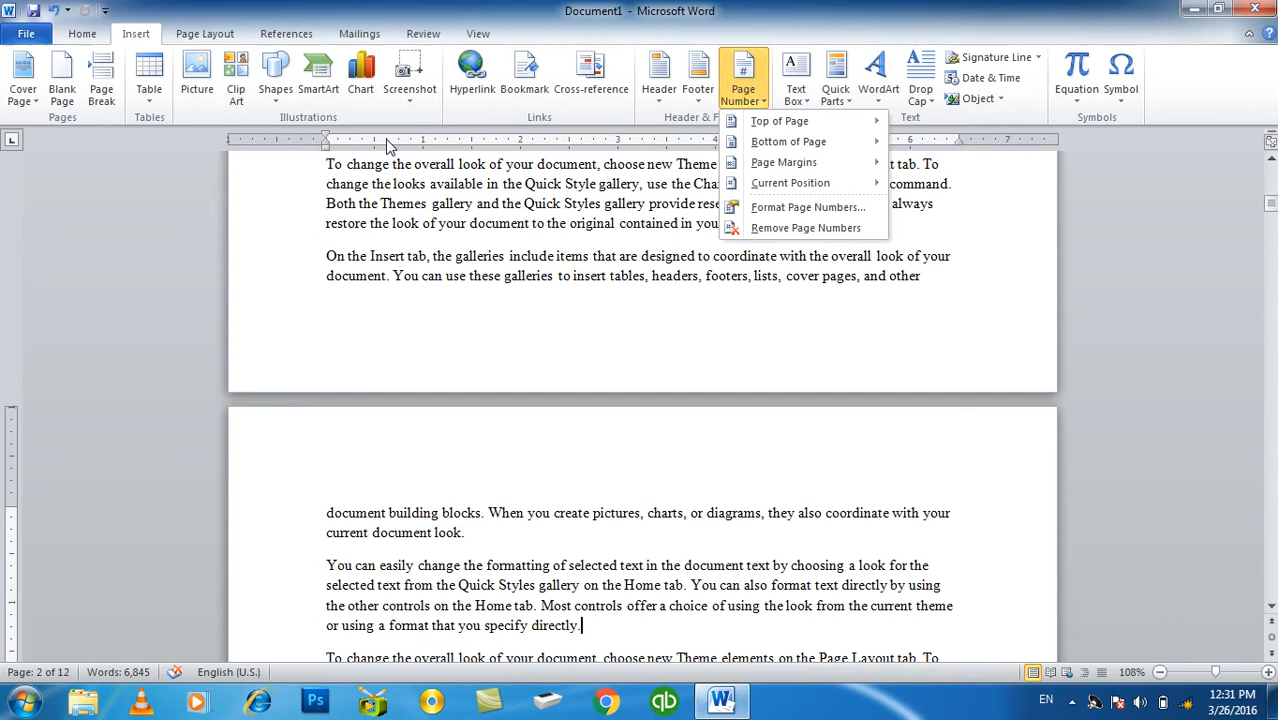 Document1 - Microsoft Word
File Home Insert Page Layout References Mailings Review View
Cover Page
Blank Page
Page Break
Table
Picture
Clip Art
Shapes
SmartArt
Chart
Screenshot
Hyperlink
Bookmark
Cross-reference
Header
Footer
Page Number
Text Box
Quick Parts
WordArt
Drop Cap
Signature Line
Date & Time
Object
Equation
Symbol
Pages Tables Illustrations Links Header & F Text Symbols
Top of Page
Bottom of Page
Page Margins
Current Position
Format Page Numbers...
Remove Page Numbers
1 1 2 3 4 6 7
To change the overall look of your document, choose new Theme ut tab. To
change the looks available in the Quick Style gallery, use the Cha command.
Both the Themes gallery and the Quick Styles gallery provide rese always
restore the look of your document to the original contained in you
On the Insert tab, the galleries include items that are designed to coordinate with the overall look of your
document. You can use these galleries to insert tables, headers, footers, lists, cover pages, and other
document building blocks. When you create pictures, charts, or diagrams, they also coordinate with your
current document look.
You can easily change the formatting of selected text in the document text by choosing a look for the
selected text from the Quick Styles gallery on the Home tab. You can also format text directly by using
the other controls on the Home tab. Most controls offer a choice of using the look from the current theme
or using a format that you specify directly.
To change the overall look of your document, choose new Theme elements on the Page Layout tab. To
Page: 2 of 12 Words: 6,845 English (U.S.) 108%
Ps qb W EN 12:31 PM
3/26/2016